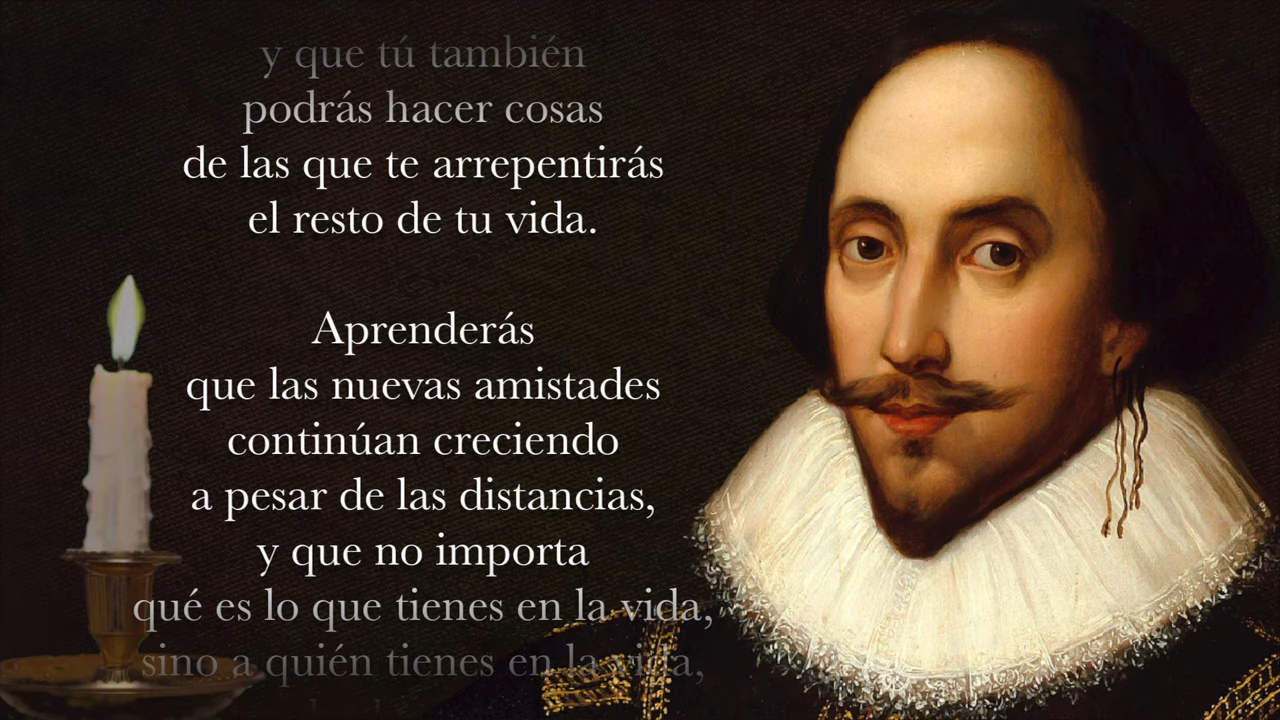 y que tú también
podrás hacer cosas
de las que te arrepentirás
el resto de tu vida.
Aprenderás
que las nuevas amistades
continúan creciendo
a pesar de las distancias,
y que no importa
qué es lo que tienes en la vida,
sino a quién tienes en la vida,